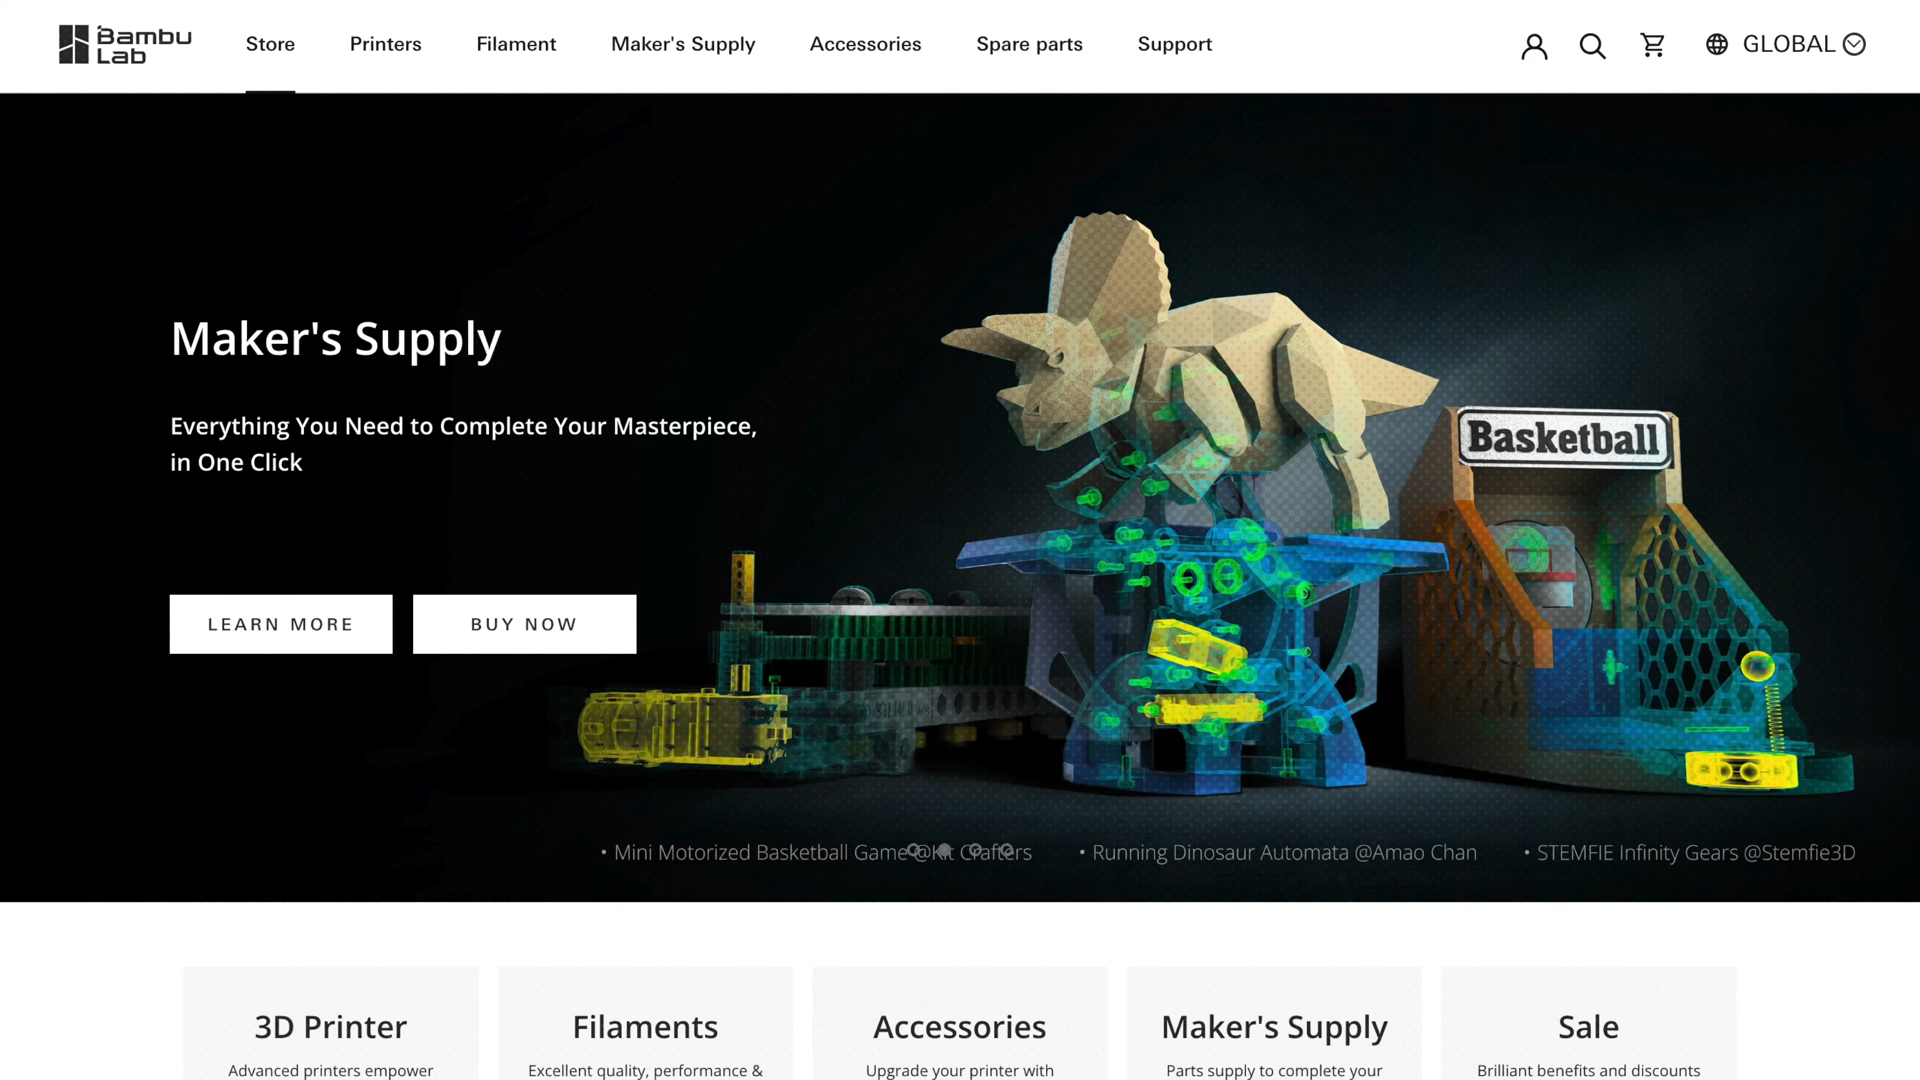 Bambu Lab
Store
Printers
Filament
Maker's Supply
Accessories
Spare parts
Support
GLOBAL
Maker's Supply
Everything You Need to Complete Your Masterpiece,
in One Click
LEARN MORE
BUY NOW
Basketball
• Mini Motorized Basketball Game @Kit Crafters
• Running Dinosaur Automata @Amao Chan
• STEMFIE Infinity Gears @Stemfie3D
3D Printer
Advanced printers empower
Filaments
Excellent quality, performance &
Accessories
Upgrade your printer with
Maker's Supply
Parts supply to complete your
Sale
Brilliant benefits and discounts